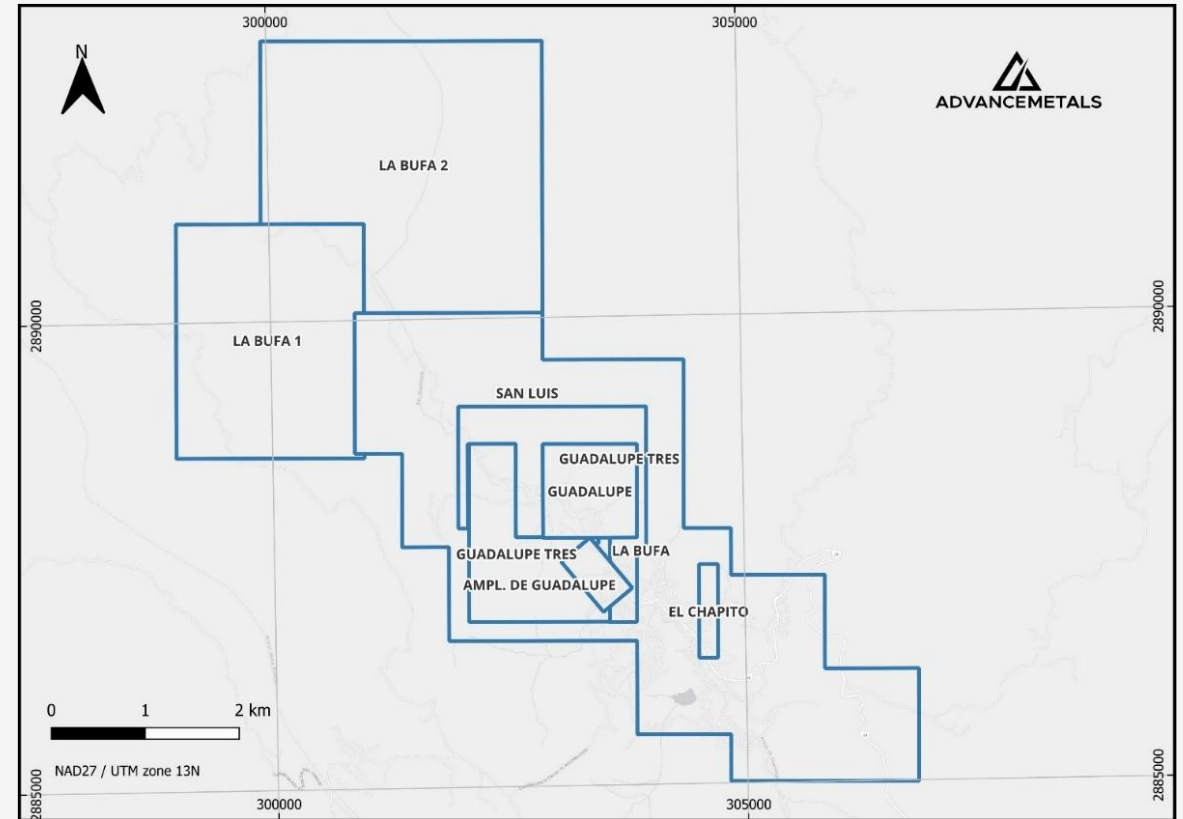 300000
305000
N
ADVANCEMETALS
LA BUFA 2
2890000
2890000
LA BUFA 1
SAN LUIS
GUADALUPE TRES
GUADALUPE
GUADALUPE TRES
LA BUFA
AMPL. DE GUADALUPE
EL CHAPITO
0 1 2 km
NAD27 / UTM zone 13N
2885000
2885000
300000
305000